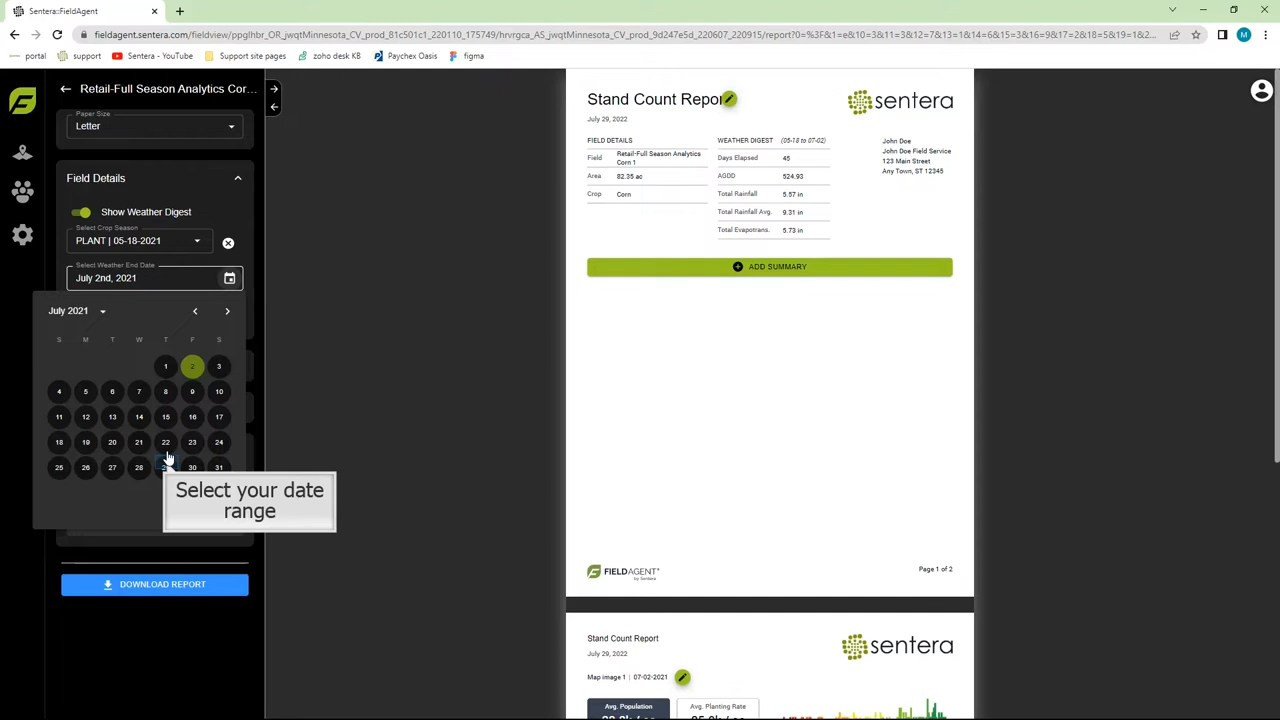 Sentera::FieldAgent
fieldagent.sentera.com/fieldview/ppghhlbr_OR_jwqtMinnesota_CV_prod_81c501c1_220110_175749/hrvrgca_AS_jwqtMinnesota_CV_prod_9d247e5d_220607_220915/report?0=%3F&1=e&10=3&11=3&12=7&13=1&14=6&15=3&16=9&17=2&18=5&19=1&2...
M
portal
support
Sentera - YouTube
Support site pages
zoho desk KB
Paychex Oasis
figma
Retail-Full Season Analytics Cor...
Paper Size
Letter
Field Details
Show Weather Digest
Select Crop Season
PLANT | 05-18-2021
Select Weather End Date
July 2nd, 2021
July 2021
S M T W T F S
1 2 3
4 5 6 7 8 9 10
11 12 13 14 15 16 17
18 19 20 21 22 23 24
25 26 27 28 29 30 31
Select your date
range
DOWNLOAD REPORT
Stand Count Repor
July 29, 2022
sentera
FIELD DETAILS
Field Retail-Full Season Analytics
Corn 1
Area 82.35 ac
Crop Corn
WEATHER DIGEST (05-18 to 07-02)
Days Elapsed 45
AGDD 524.93
Total Rainfall 5.57 in
Total Rainfall Avg. 9.31 in
Total Evapotrans. 5.73 in
John Doe
John Doe Field Service
123 Main Street
Any Town, ST 12345
ADD SUMMARY
FIELDAGENT
by Sentera
Page 1 of 2
Stand Count Report
July 29, 2022
sentera
Map image 1 | 07-02-2021
Avg. Population
Avg. Planting Rate